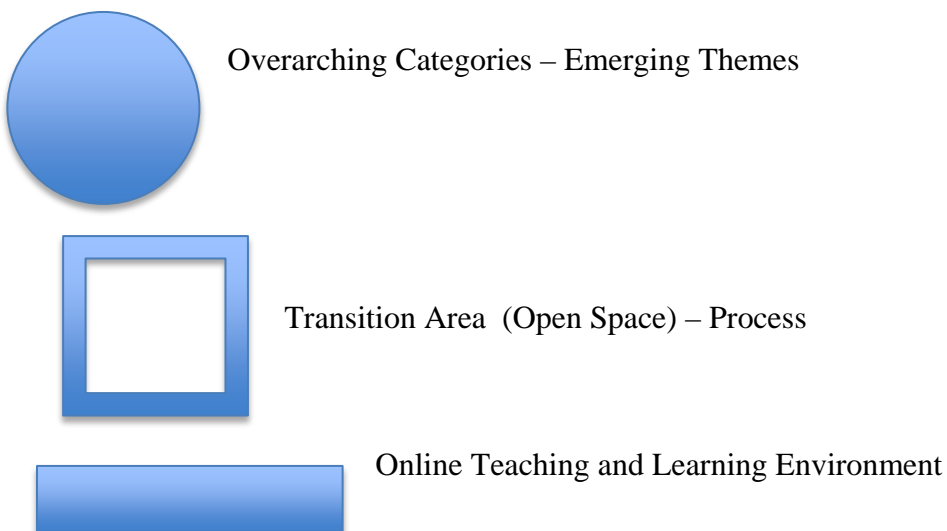 Overarching Categories – Emerging Themes
Transition Area (Open Space) – Process
Online Teaching and Learning Environment